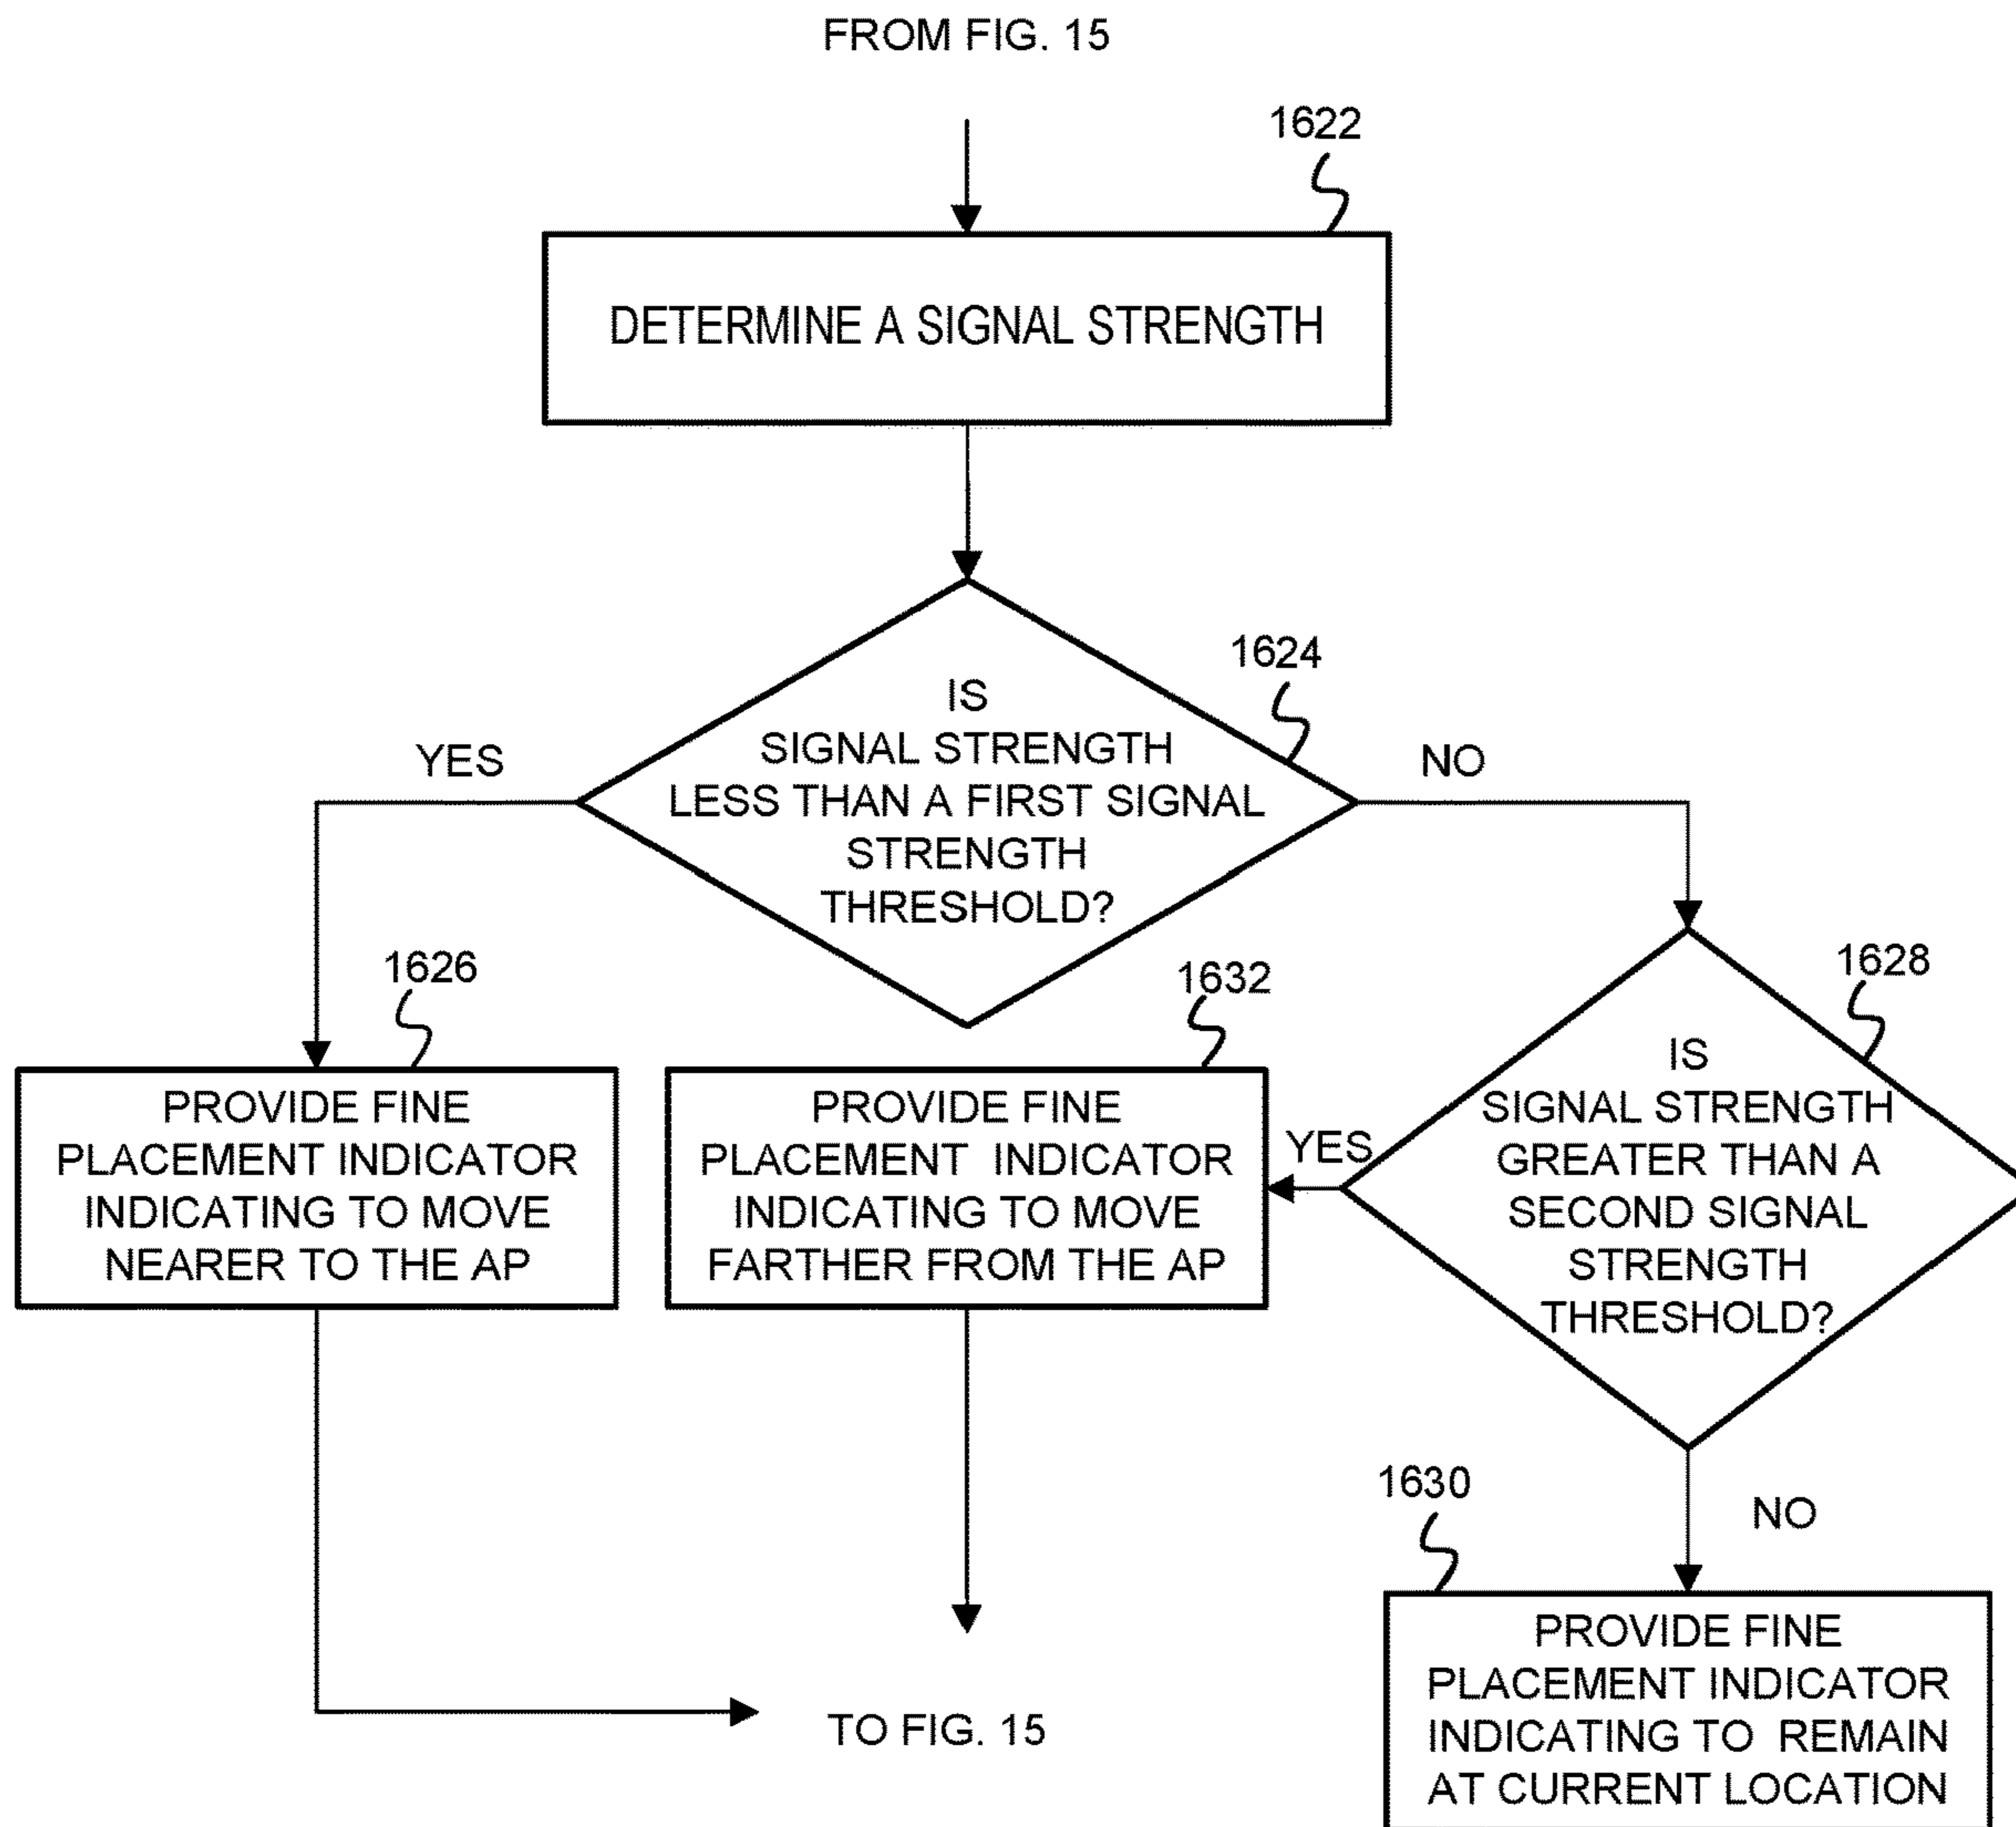 FROM FIG. 15
1622
DETERMINE A SIGNAL STRENGTH
1624
IS
SIGNAL STRENGTH
LESS THAN A FIRST SIGNAL
STRENGTH
THRESHOLD?
YES
NO
1626
PROVIDE FINE
PLACEMENT INDICATOR
INDICATING TO MOVE
NEARER TO THE AP
1632
PROVIDE FINE
PLACEMENT INDICATOR
INDICATING TO MOVE
FARTHER FROM THE AP
YES
1628
IS
SIGNAL STRENGTH
GREATER THAN A
SECOND SIGNAL
STRENGTH
THRESHOLD?
NO
1630
PROVIDE FINE
PLACEMENT INDICATOR
INDICATING TO REMAIN
AT CURRENT LOCATION
TO FIG. 15